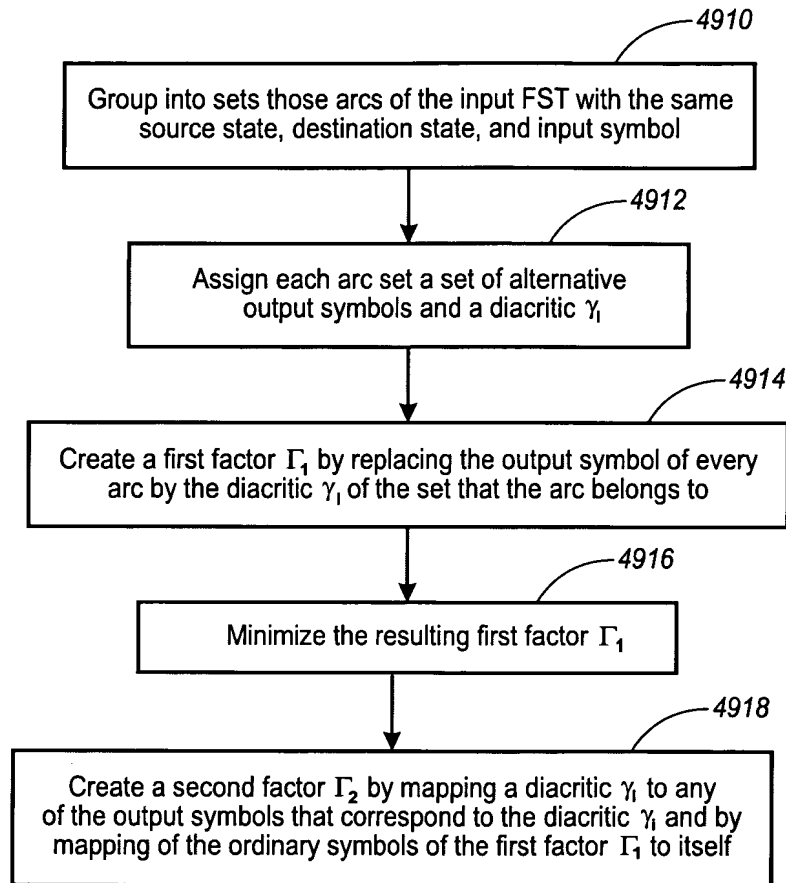 4910
Group into sets those arcs of the input FST with the same
source state, destination state, and input symbol
4912
Assign each arc set a set of alternative
output symbols and a diacritic γᵢ
4914
Create a first factor Γ₁ by replacing the output symbol of every
arc by the diacritic γᵢ of the set that the arc belongs to
4916
Minimize the resulting first factor Γ₁
4918
Create a second factor Γ₂ by mapping a diacritic γᵢ to any
of the output symbols that correspond to the diacritic γᵢ and by
mapping of the ordinary symbols of the first factor Γ₁ to itself